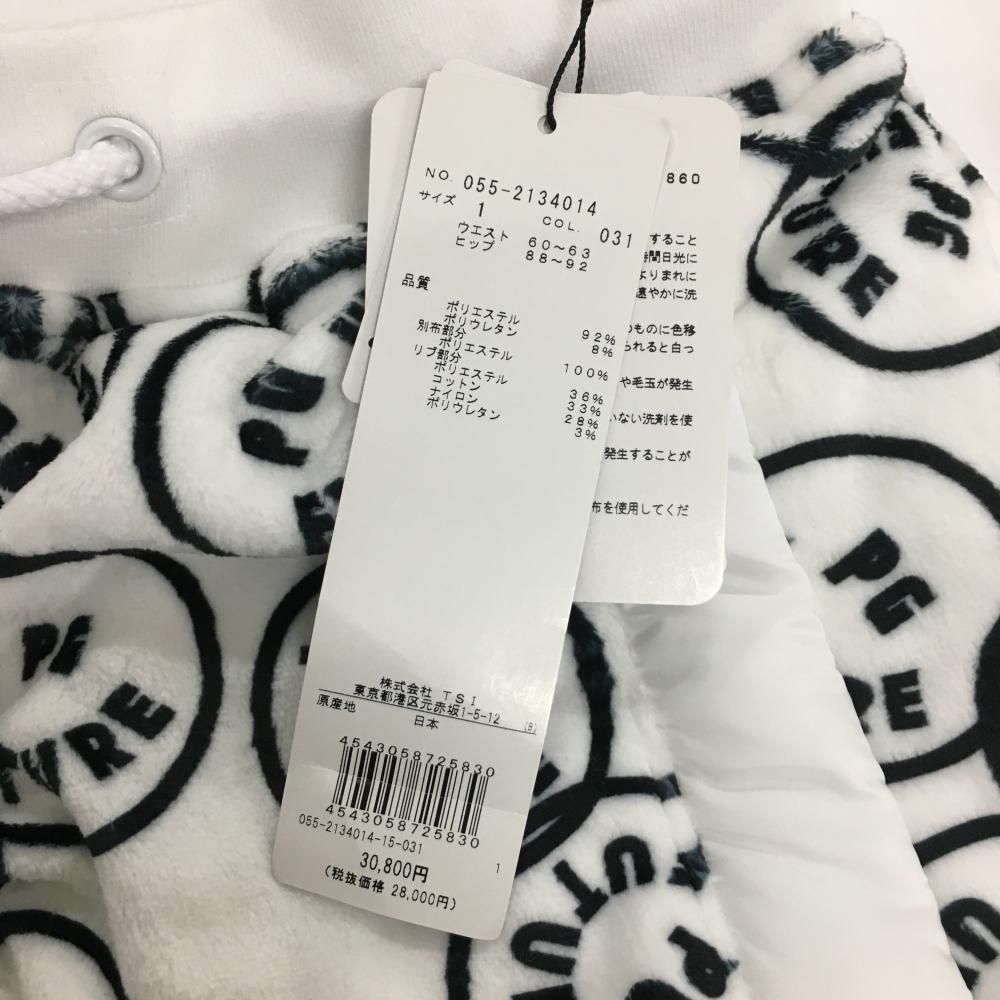 NO. 055-2134014
サイズ 1 COL. 031
ウエスト 60〜63
ヒップ 88〜92
品質
ポリエステル 92%
ポリウレタン 8%
別布部分
ポリエステル 100%
リブ部分
ポリエステル 36%
コットン 33%
ナイロン 28%
ポリウレタン 3%
株式会社 TSI
東京都港区元赤坂1-5-12 (B)
原産地 日本
4543058725830
4543058725830
055-2134014-15-031
1
30,800円
(税抜価格 28,000円)
860
すること
時間日光に
よりまれに
速やかに洗
のものに色移
られると白っ
や毛玉が発生
いない洗剤を使
発生することが
布を使用してくだ
PG
URE
PU
PG
TURE
PG
RE